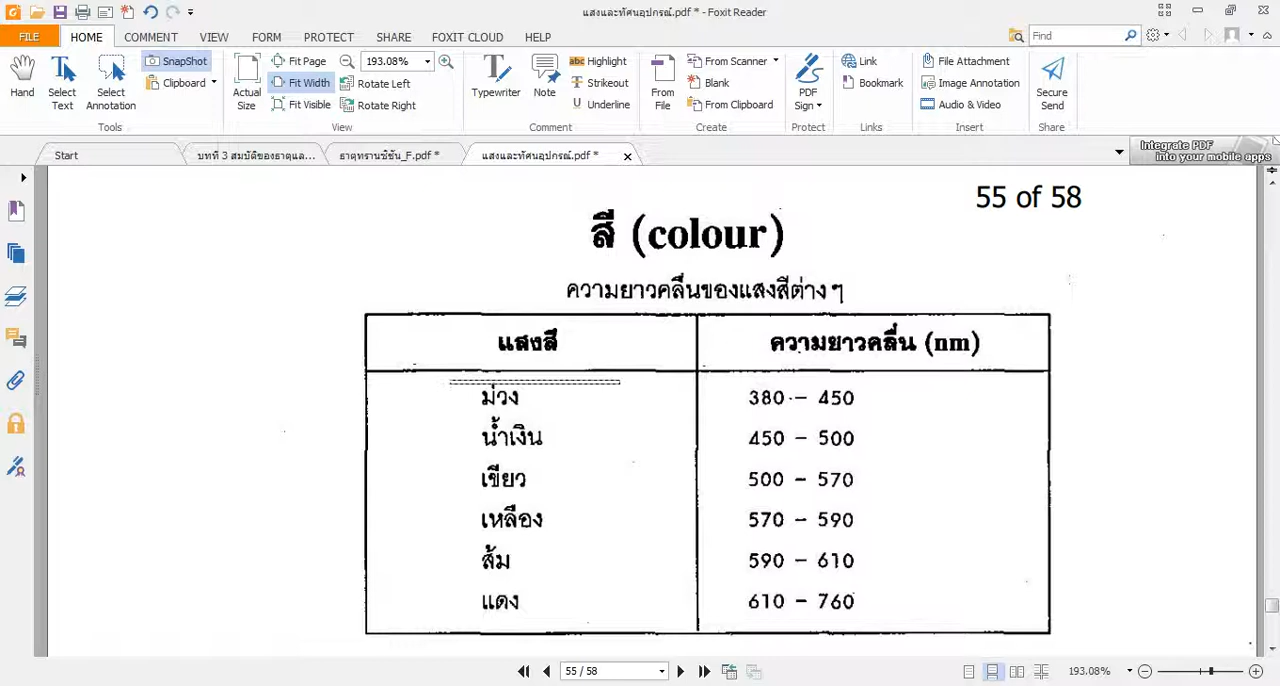 แสงและทัศนอุปกรณ์.pdf * - Foxit Reader
FILE HOME COMMENT VIEW FORM PROTECT SHARE FOXIT CLOUD HELP Find
SnapShot Fit Page 193.08% Highlight From Scanner Link File Attachment
Hand Select Text Select Annotation Clipboard Actual Size Fit Width Rotate Left Typewriter Note Strikeout From File Blank PDF Sign Bookmark Image Annotation Secure Send
Fit Visible Rotate Right Underline From Clipboard Audio & Video
Tools View Comment Create Protect Links Insert Share
Start บทที่ 3 สมบัติของธาตุและ... ธาตุทรานซิชัน_F.pdf * แสงและทัศนอุปกรณ์.pdf * Integrate PDF
into your mobile apps
55 of 58
สี (colour)
ความยาวคลื่นของแสงสีต่างๆ
แสงสี ความยาวคลื่น (nm)
ม่วง 380 - 450
น้ำเงิน 450 - 500
เขียว 500 - 570
เหลือง 570 - 590
ส้ม 590 - 610
แดง 610 - 760
55 / 58 193.08%